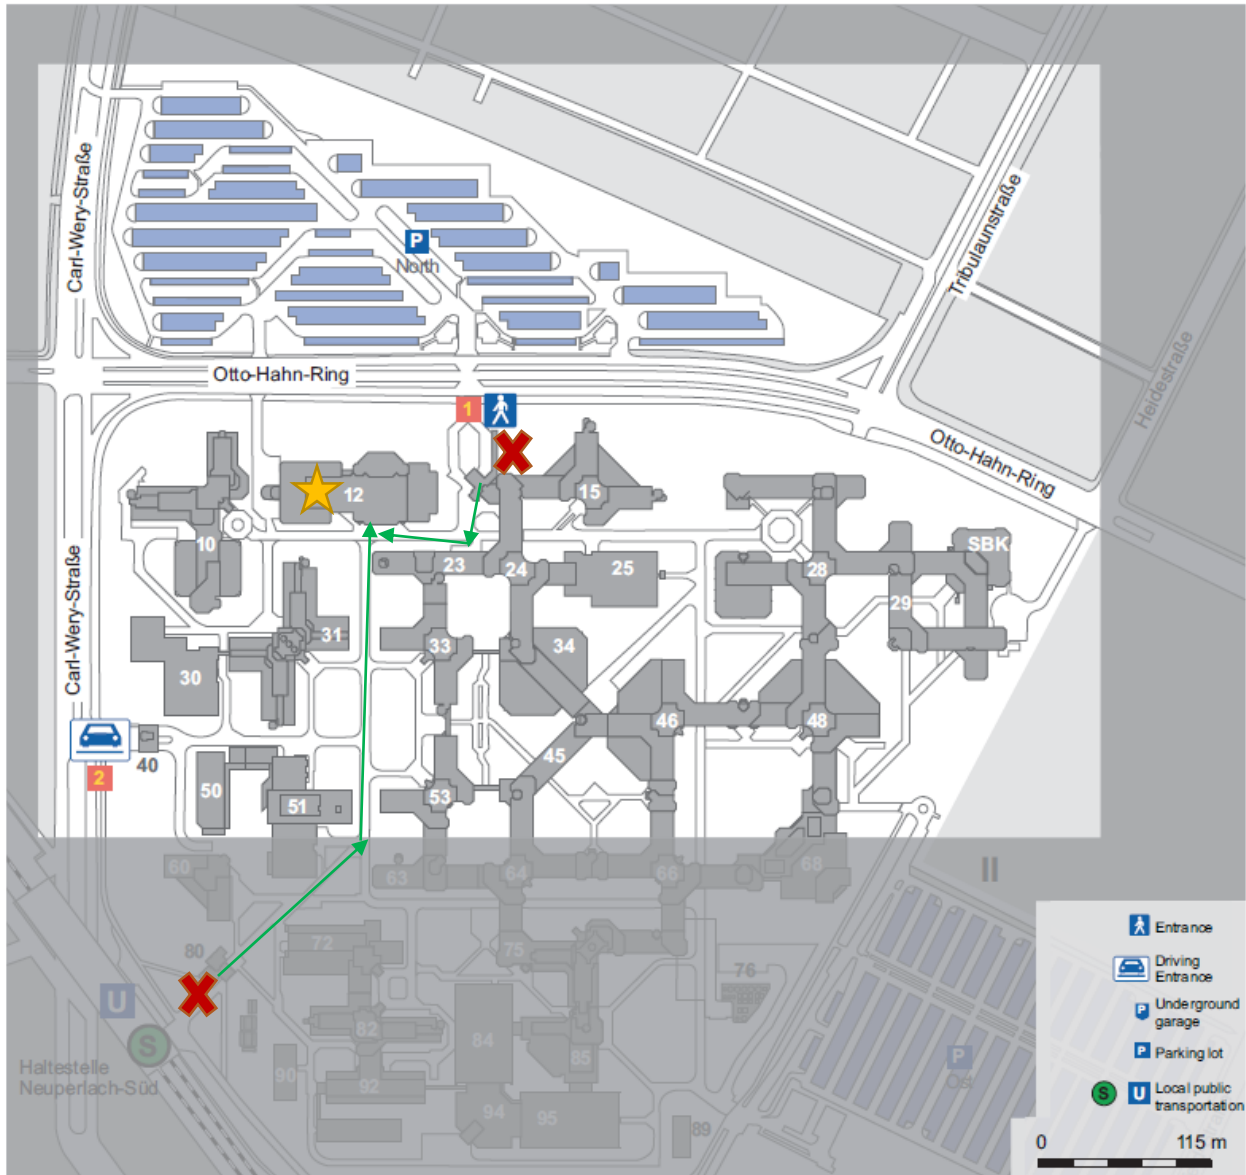 Carl-Wery-Straße
P
North
Tribulaunstraße
Otto-Hahn-Ring
Heidestraße
1
Otto-Hahn-Ring
12
15
10
23
24
25
28
SBK
29
31
33
34
30
Carl-Wery-Straße
46
48
45
40
2
50
51
53
60
63
64
66
68
II
72
75
80
76
U
82
84
85
S
Haltestelle
Neuperlach-Süd
90
92
94
95
89
P
Ost
Entrance
Driving
Entrance
P
Underground
garage
P
Parking lot
S
U
Local public
transportation
0
115 m